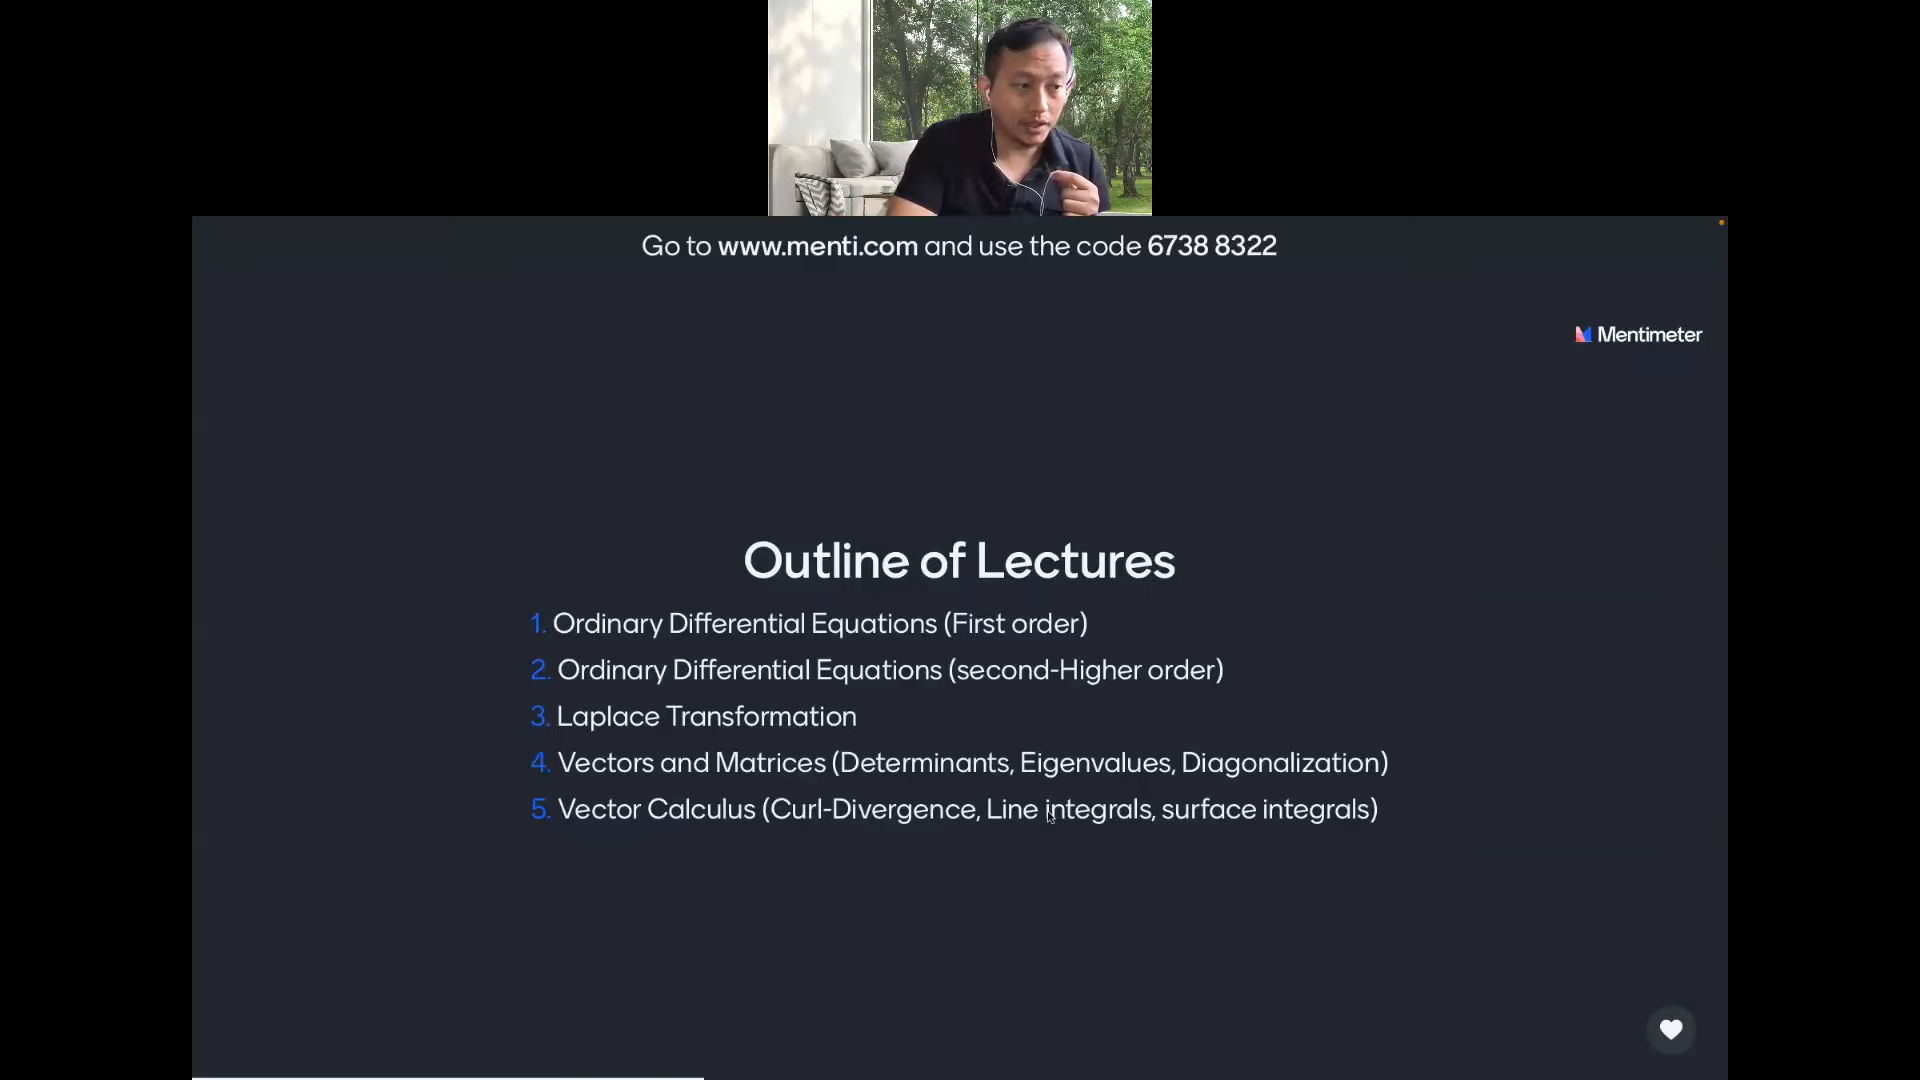 Go to www.menti.com and use the code 6738 8322
Mentimeter
Outline of Lectures
1. Ordinary Differential Equations (First order)
2. Ordinary Differential Equations (second-Higher order)
3. Laplace Transformation
4. Vectors and Matrices (Determinants, Eigenvalues, Diagonalization)
5. Vector Calculus (Curl-Divergence, Line integrals, surface integrals)